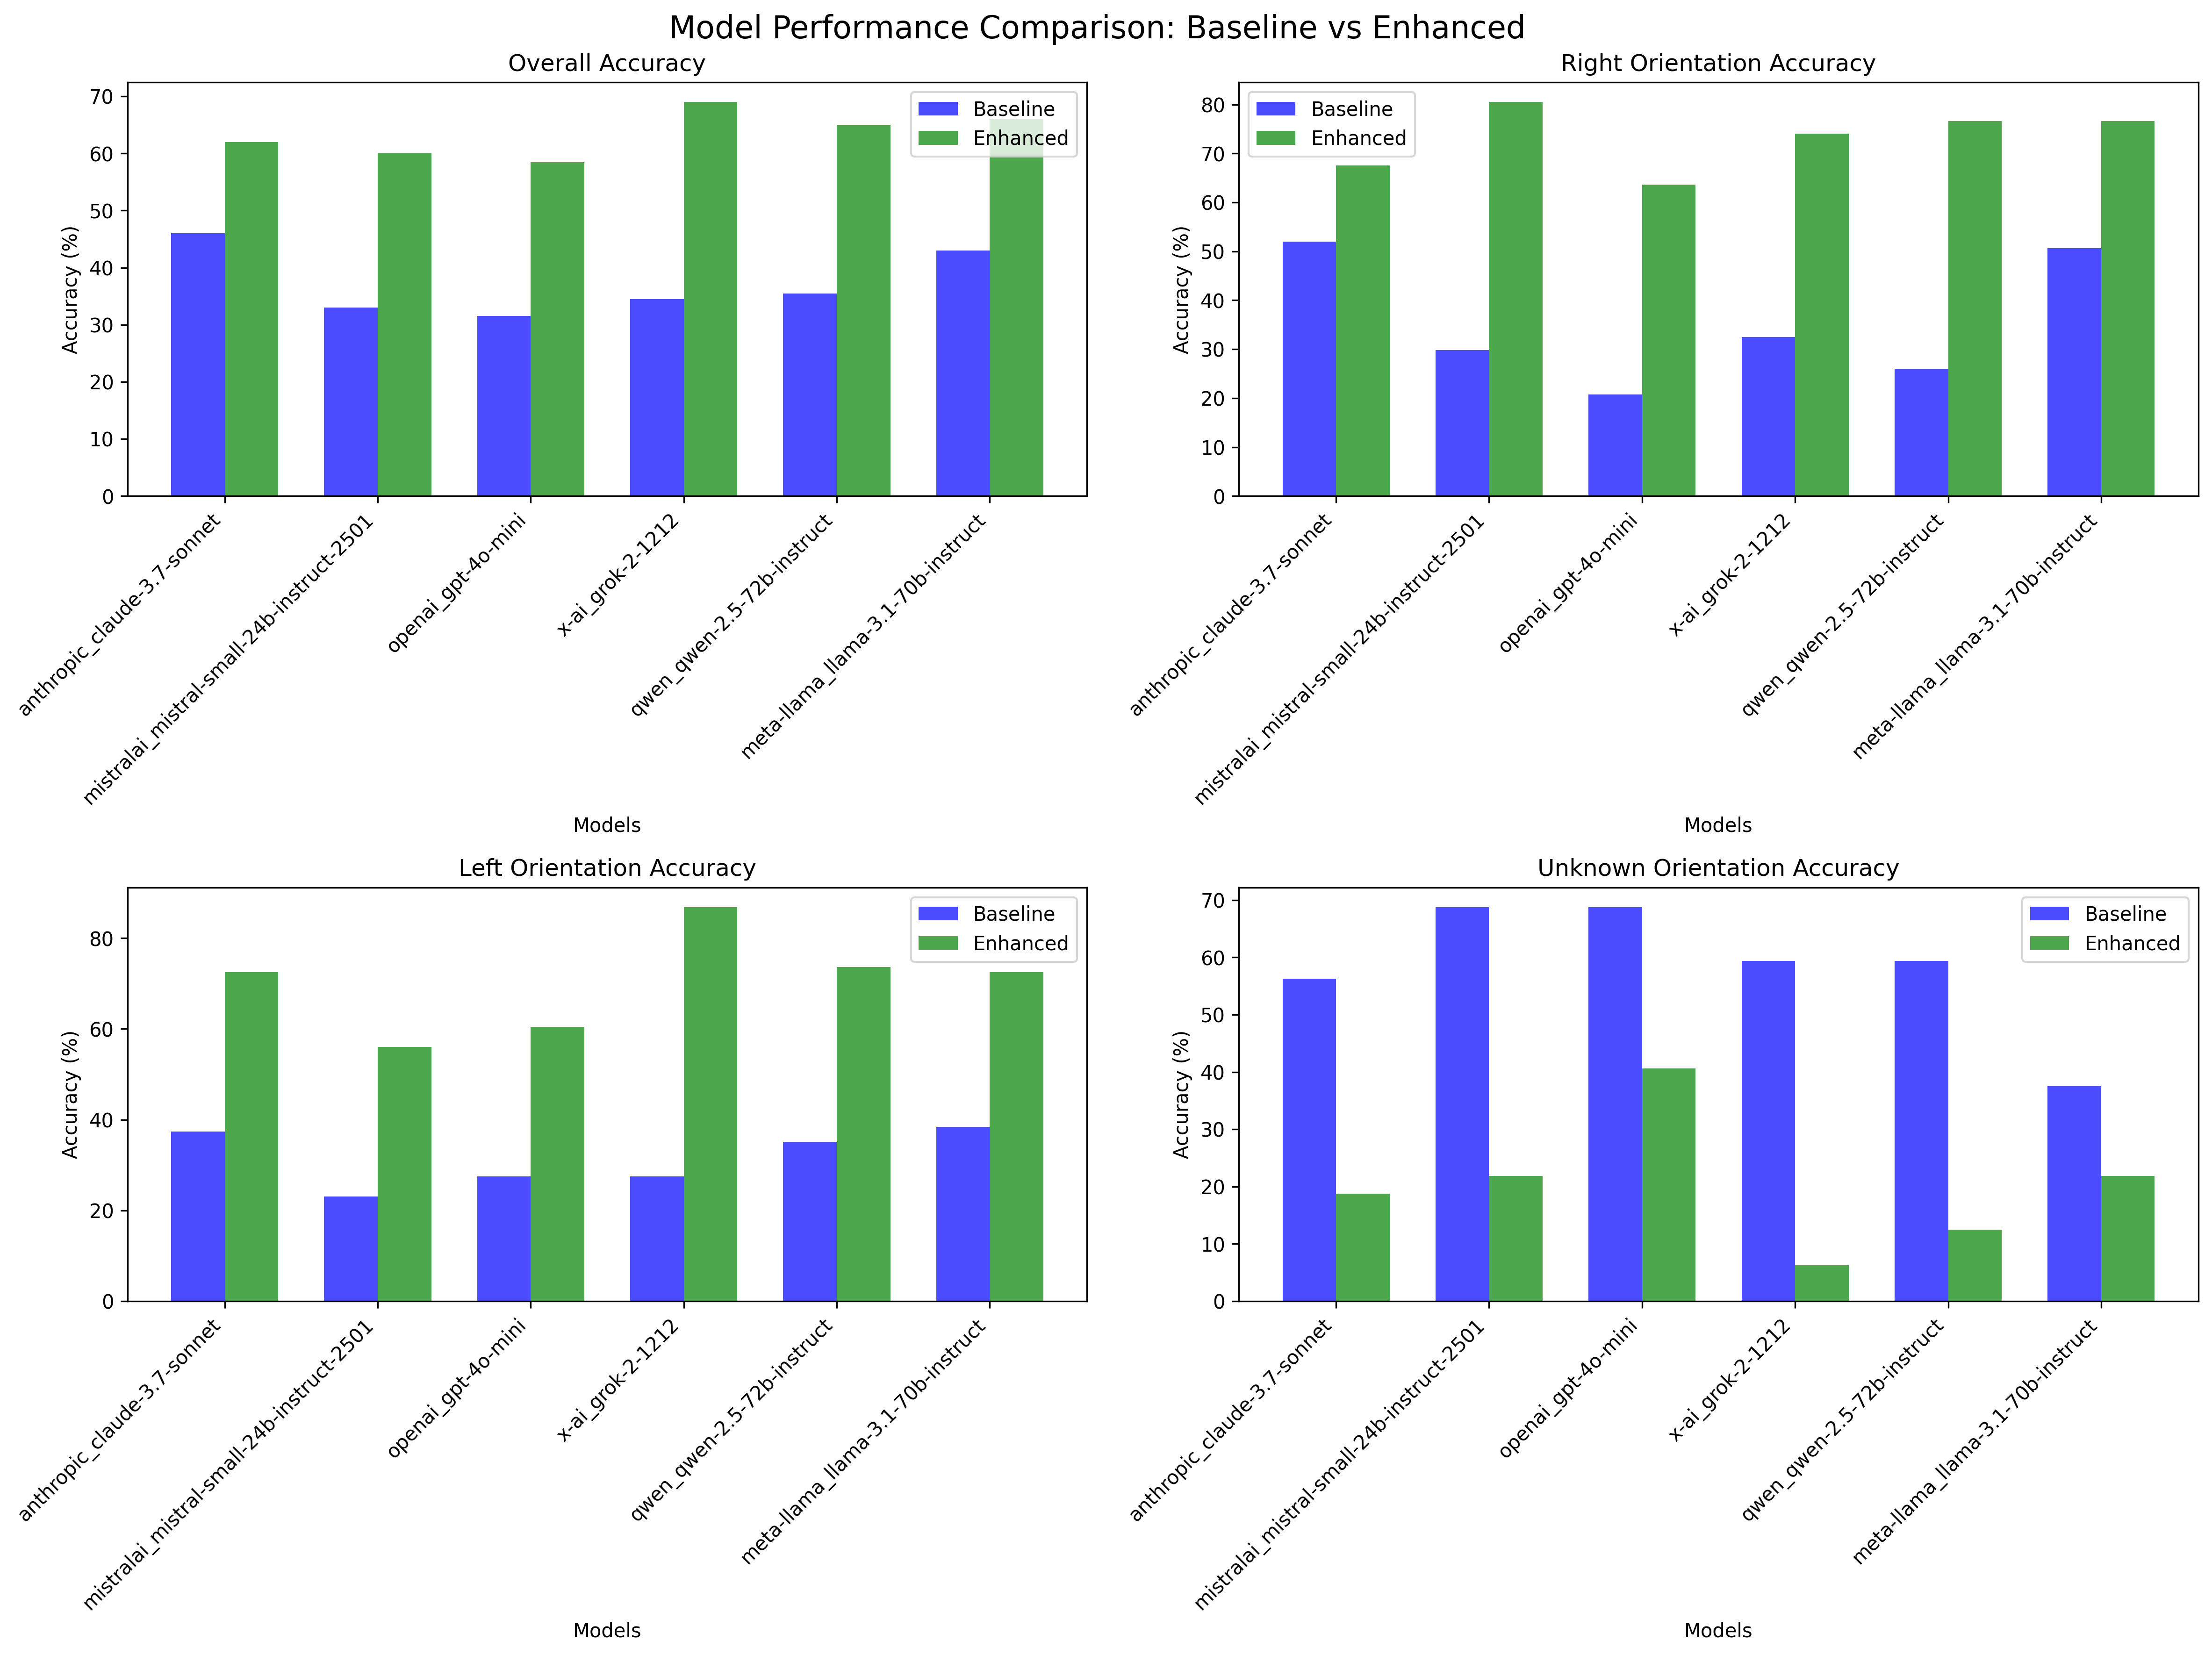 Model Performance Comparison: Baseline vs Enhanced
Overall Accuracy
Baseline
Enhanced
Accuracy (%)
70
60
50
40
30
20
10
0
anthropic_claude-3.7-sonnet
mistralai_mistral-small-24b-instruct-2501
openai_gpt-4o-mini
x-ai_grok-2-1212
qwen_qwen-2.5-72b-instruct
meta-llama_llama-3.1-70b-instruct
Models
Right Orientation Accuracy
Baseline
Enhanced
Accuracy (%)
80
70
60
50
40
30
20
10
0
anthropic_claude-3.7-sonnet
mistralai_mistral-small-24b-instruct-2501
openai_gpt-4o-mini
x-ai_grok-2-1212
qwen_qwen-2.5-72b-instruct
meta-llama_llama-3.1-70b-instruct
Models
Left Orientation Accuracy
Baseline
Enhanced
Accuracy (%)
80
60
40
20
0
anthropic_claude-3.7-sonnet
mistralai_mistral-small-24b-instruct-2501
openai_gpt-4o-mini
x-ai_grok-2-1212
qwen_qwen-2.5-72b-instruct
meta-llama_llama-3.1-70b-instruct
Models
Unknown Orientation Accuracy
Baseline
Enhanced
Accuracy (%)
70
60
50
40
30
20
10
0
anthropic_claude-3.7-sonnet
mistralai_mistral-small-24b-instruct-2501
openai_gpt-4o-mini
x-ai_grok-2-1212
qwen_qwen-2.5-72b-instruct
meta-llama_llama-3.1-70b-instruct
Models